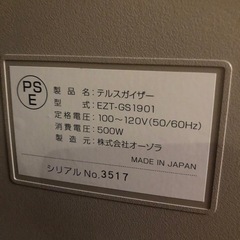 PS
E
製品名：テルスガイザー
型式：EZT-GS1901
定格電圧：100～120V(50/60Hz)
消費電力：500W
製造元：株式会社オーゾラ
MADE IN JAPAN
シリアル No.3517